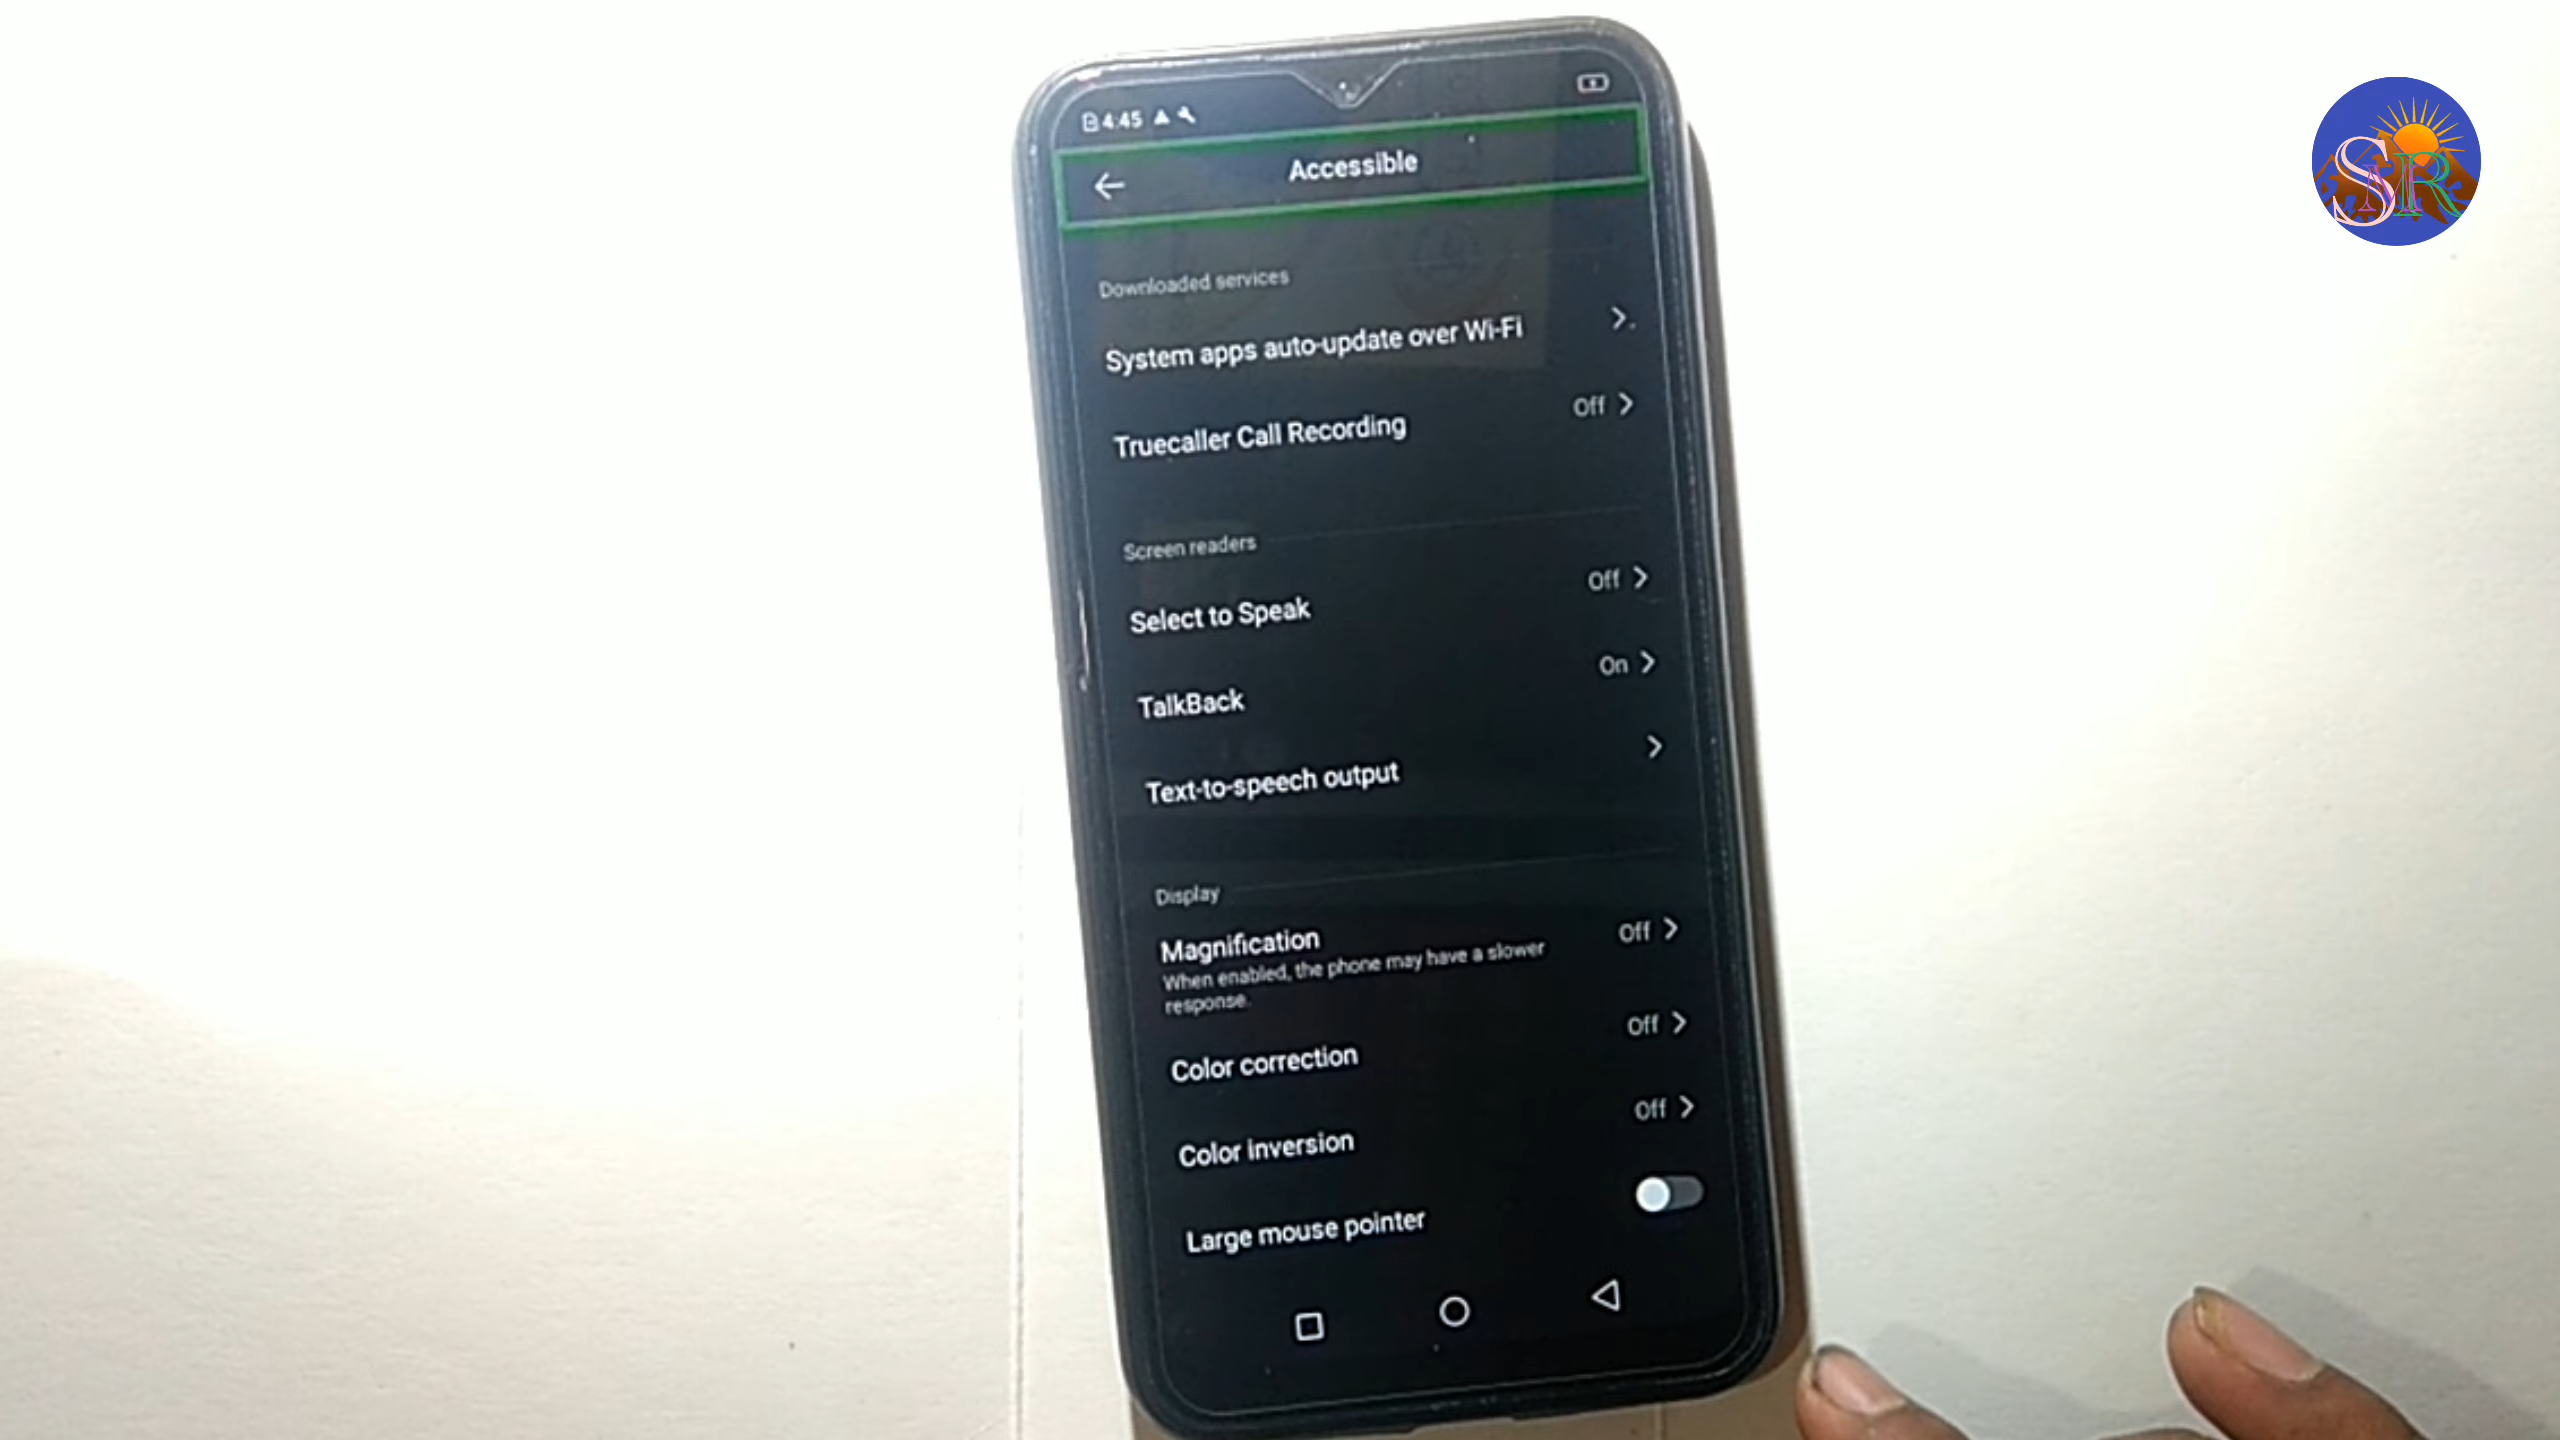 4:45
Accessible
Downloaded services
System apps auto-update over Wi-Fi
Truecaller Call Recording
Off
Screen readers
Select to Speak
Off
TalkBack
On
Text-to-speech output
Display
Magnification
Off
When enabled, the phone may have a slower
response.
Color correction
Off
Color inversion
Off
Large mouse pointer